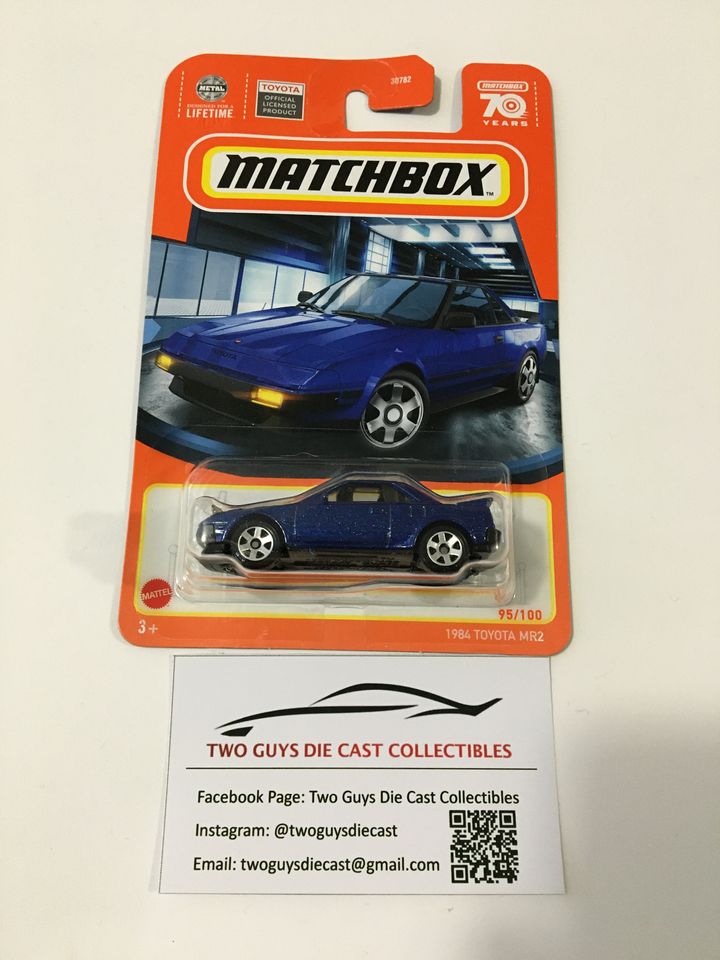 METAL
DESIGNED FOR A
LIFETIME
TOYOTA
OFFICIAL
LICENSED
PRODUCT
30782
MATCHBOX
70
YEARS
MATCHBOX™
TOYOTA
MATTEL
3+
95/100
1984 TOYOTA MR2
TWO GUYS DIE CAST COLLECTIBLES
Facebook Page: Two Guys Die Cast Collectibles
Instagram: @twoguysdiecast
Email: twoguysdiecast@gmail.com